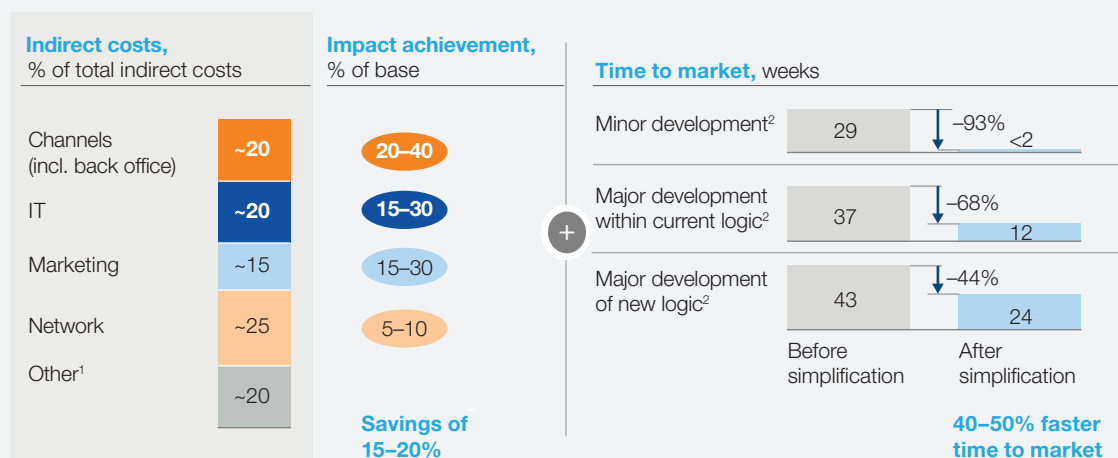 Indirect costs,
% of total indirect costs
Channels
(incl. back office)
~20
IT
~20
Marketing
~15
Network
~25
Other1
~20
Impact achievement,
% of base
20–40
15–30
15–30
5–10
Savings of
15–20%
+
Time to market, weeks
Minor development2
29
–93%
<2
Major development
within current logic2
37
–68%
12
Major development
of new logic2
43
–44%
24
Before
simplification
After
simplification
40–50% faster
time to market